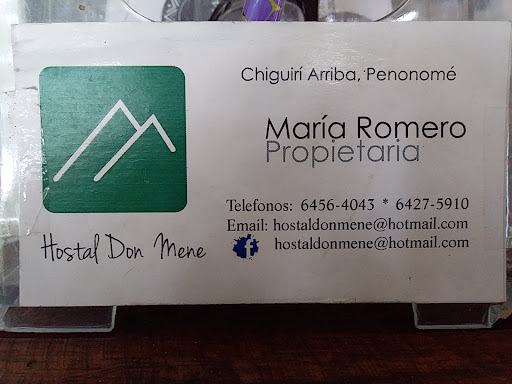 Chiguirí Arriba, Penonomé
María Romero
Propietaria
Telefonos: 6456-4043 * 6427-5910
Email: hostaldonmene@hotmail.com
f hostaldonmene@hotmail.com
Hostal Don Mene